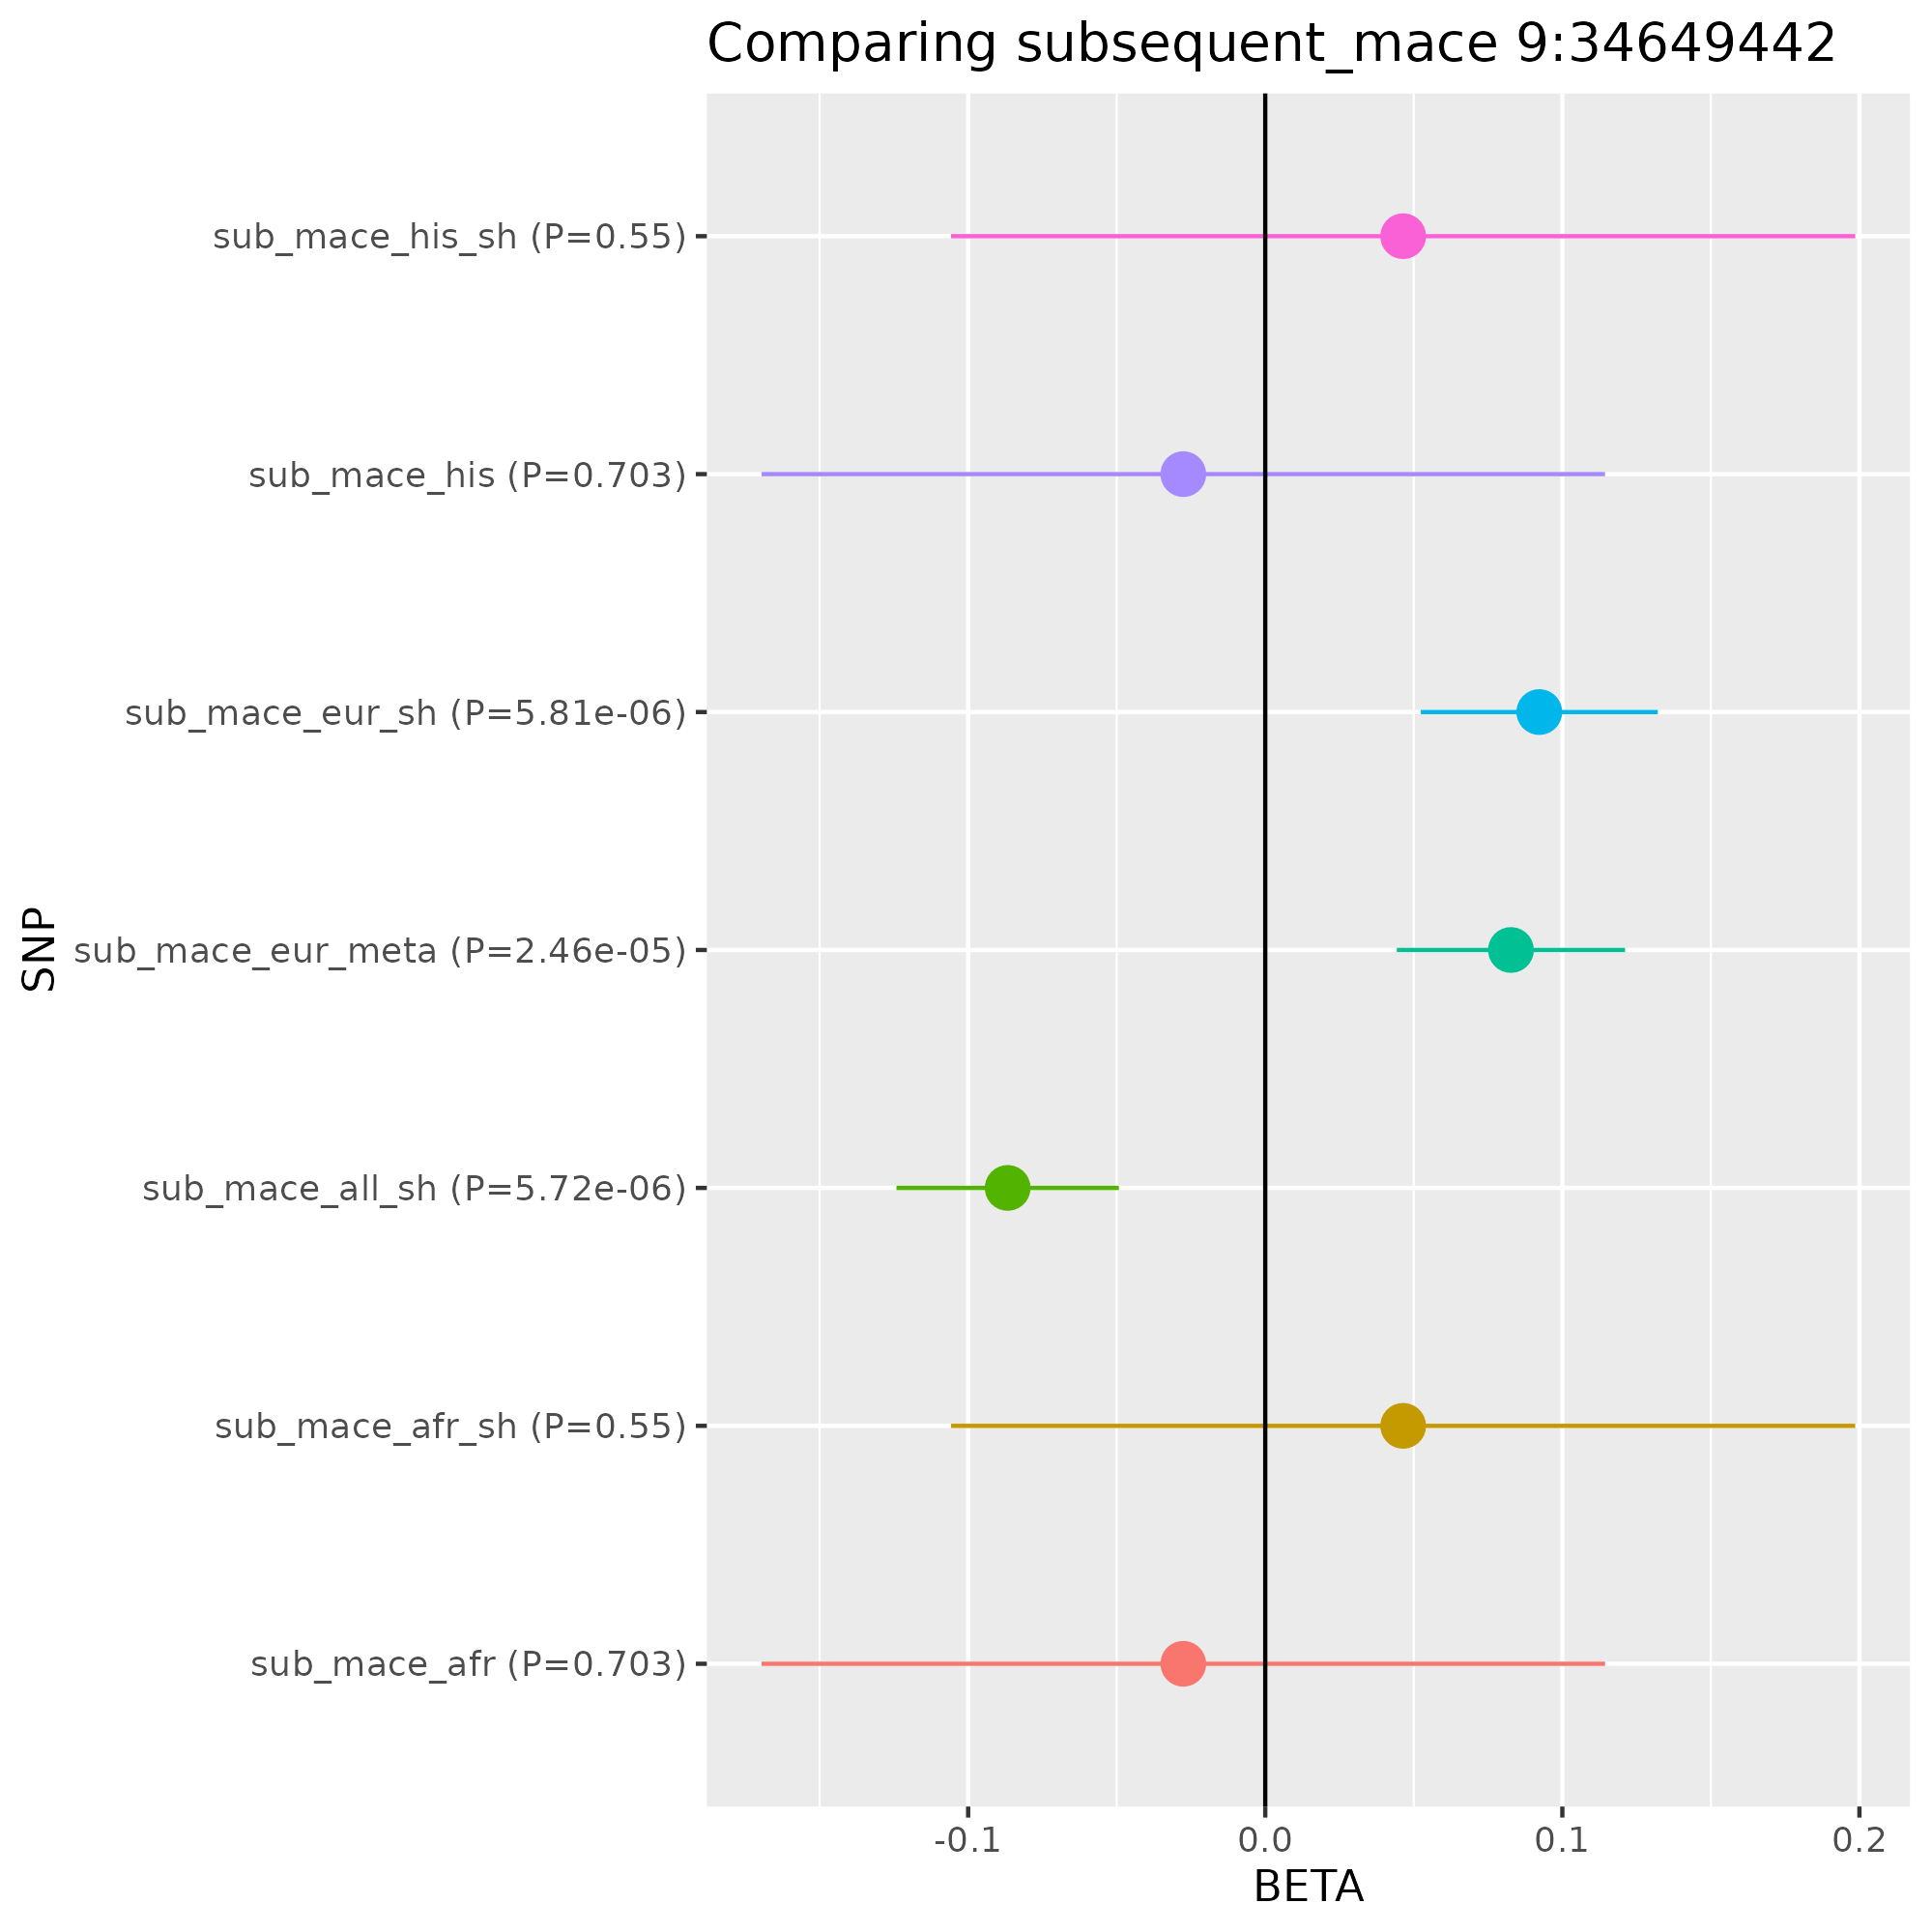 Comparing subsequent_mace 9:34649442
sub_mace_his_sh (P=0.55)
sub_mace_his (P=0.703)
sub_mace_eur_sh (P=5.81e-06)
SNP
sub_mace_eur_meta (P=2.46e-05)
sub_mace_all_sh (P=5.72e-06)
sub_mace_afr_sh (P=0.55)
sub_mace_afr (P=0.703)
-0.1 0.0 0.1 0.2
BETA